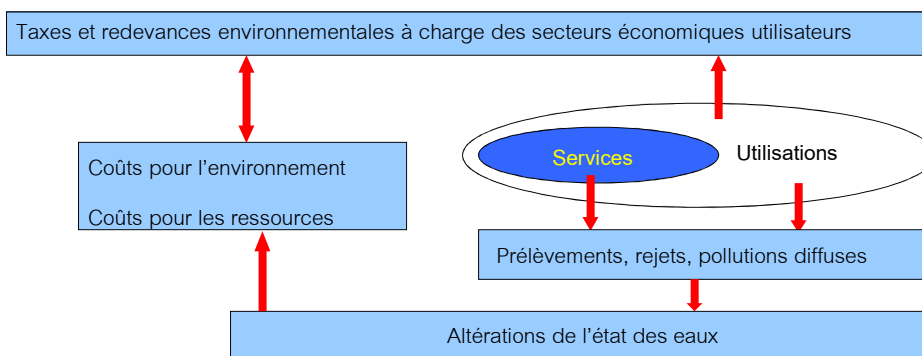 Taxes et redevances environnementales à charge des secteurs économiques utilisateurs
Services
Utilisations
Coûts pour l’environnement
Coûts pour les ressources
Prélèvements, rejets, pollutions diffuses
Altérations de l’état des eaux